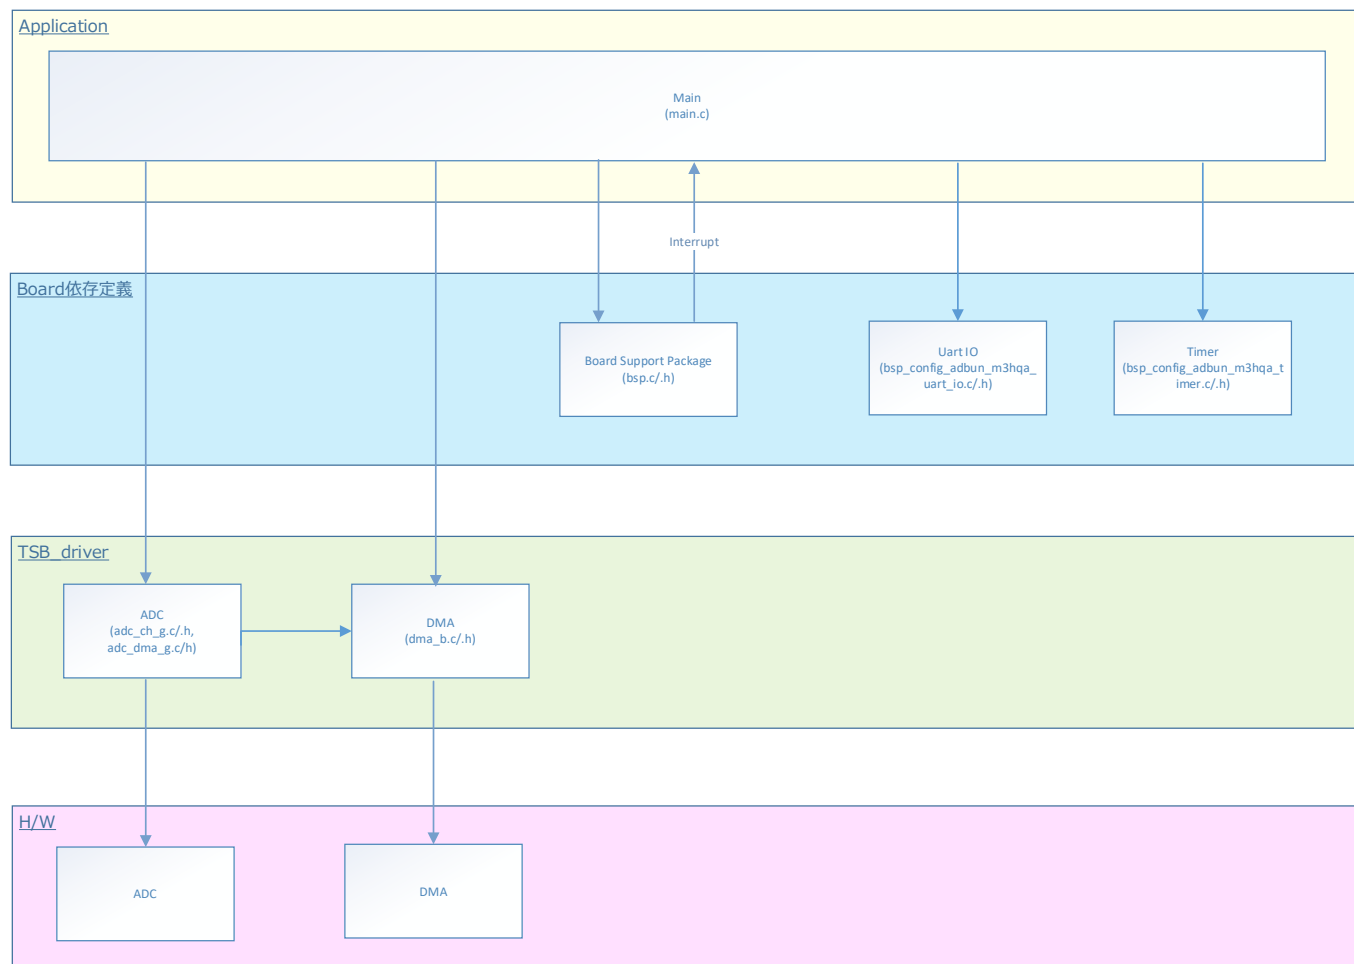 Application
Main
(main.c)
Interrupt
Board依存定義
Board Support Package
(bsp.c/.h)
Uart IO
(bsp_config_adbun_m3hqa_
uart_io.c/.h)
Timer
(bsp_config_adbun_m3hqa_t
imer.c/.h)
TSB_driver
ADC
(adc_ch_g.c/.h,
adc_dma_g.c/h)
DMA
(dma_b.c/.h)
H/W
ADC
DMA